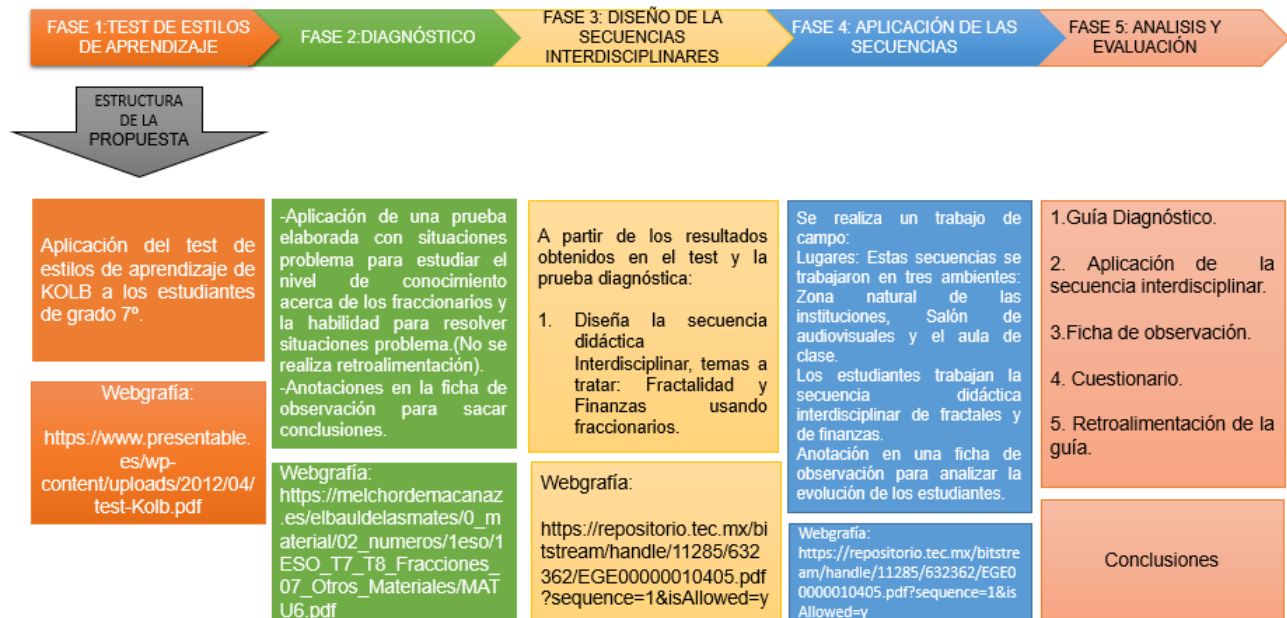 FASE 1:TEST DE ESTILOS
DE APRENDIZAJE
FASE 2:DIAGNÓSTICO
FASE 3: DISEÑO DE LA
SECUENCIAS
INTERDISCIPLINARES
FASE 4: APLICACIÓN DE LAS
SECUENCIAS
FASE 5: ANALISIS Y
EVALUACIÓN
ESTRUCTURA
DE LA
PROPUESTA
Aplicación del test de
estilos de aprendizaje de
KOLB a los estudiantes
de grado 7º.
Webgrafía:
https://www.presentable.
es/wp-
content/uploads/2012/04/
test-Kolb.pdf
-Aplicación de una prueba
elaborada con situaciones
problema para estudiar el
nivel de conocimiento
acerca de los fraccionarios y
la habilidad para resolver
situaciones problema.(No se
realiza retroalimentación).
-Anotaciones en la ficha de
observación para sacar
conclusiones.
Webgrafía:
https://melchordemacanaz
.es/elbauldelasmates/0_m
aterial/02_numeros/1eso/1
ESO_T7_T8_Fracciones_
07_Otros_Materiales/MAT
U6.pdf
A partir de los resultados
obtenidos en el test y la
prueba diagnóstica:
1. Diseña la secuencia
didáctica
Interdisciplinar, temas a
tratar: Fractalidad y
Finanzas usando
fraccionarios.
Webgrafía:
https://repositorio.tec.mx/bi
tstream/handle/11285/632
362/EGE00000010405.pdf
?sequence=1&isAllowed=y
Se realiza un trabajo de
campo:
Lugares: Estas secuencias se
trabajaron en tres ambientes:
Zona natural de las
instituciones, Salón de
audiovisuales y el aula de
clase.
Los estudiantes trabajan la
secuencia didáctica
interdisciplinar de fractales y
de finanzas.
Anotación en una ficha de
observación para analizar la
evolución de los estudiantes.
Webgrafía:
https://repositorio.tec.mx/bitstre
am/handle/11285/632362/EGE0
0000010405.pdf?sequence=1&is
Allowed=y
1.Guía Diagnóstico.
2. Aplicación de la
secuencia interdisciplinar.
3.Ficha de observación.
4. Cuestionario.
5. Retroalimentación de la
guía.
Conclusiones